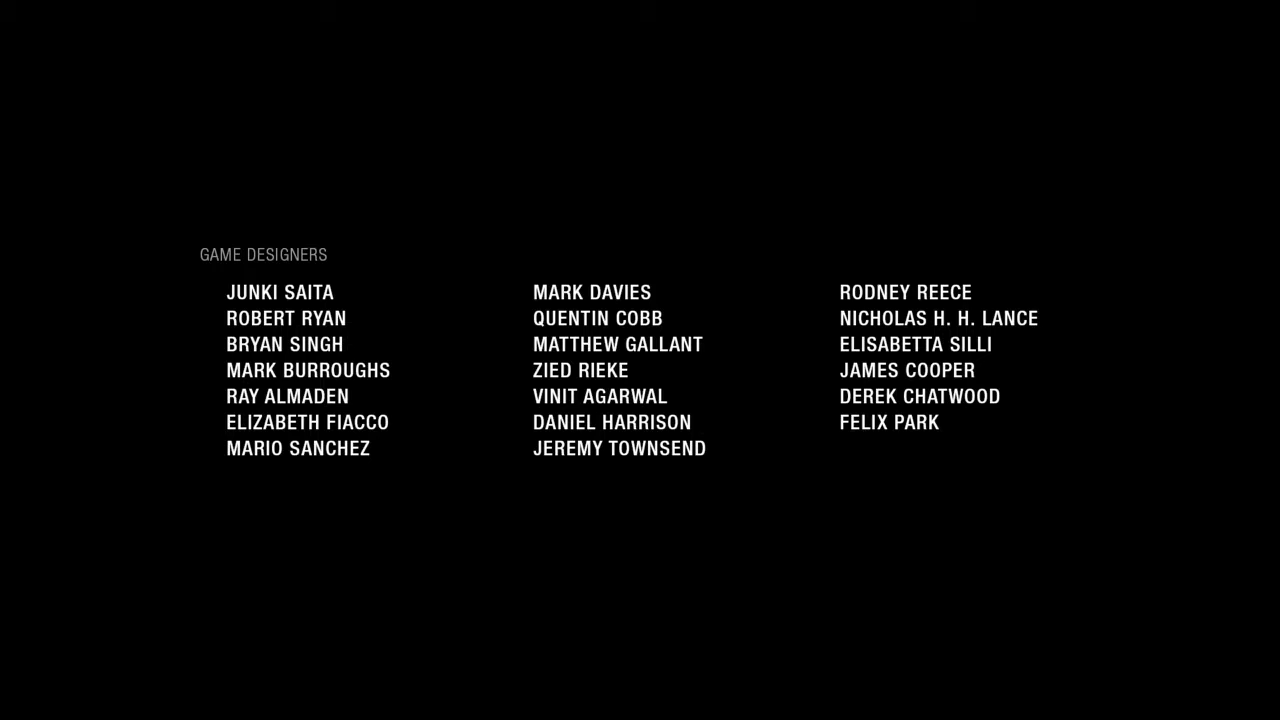 GAME DESIGNERS
JUNKI SAITA
ROBERT RYAN
BRYAN SINGH
MARK BURROUGHS
RAY ALMADEN
ELIZABETH FIACCO
MARIO SANCHEZ
MARK DAVIES
QUENTIN COBB
MATTHEW GALLANT
ZIED RIEKE
VINIT AGARWAL
DANIEL HARRISON
JEREMY TOWNSEND
RODNEY REECE
NICHOLAS H. H. LANCE
ELISABETTA SILLI
JAMES COOPER
DEREK CHATWOOD
FELIX PARK